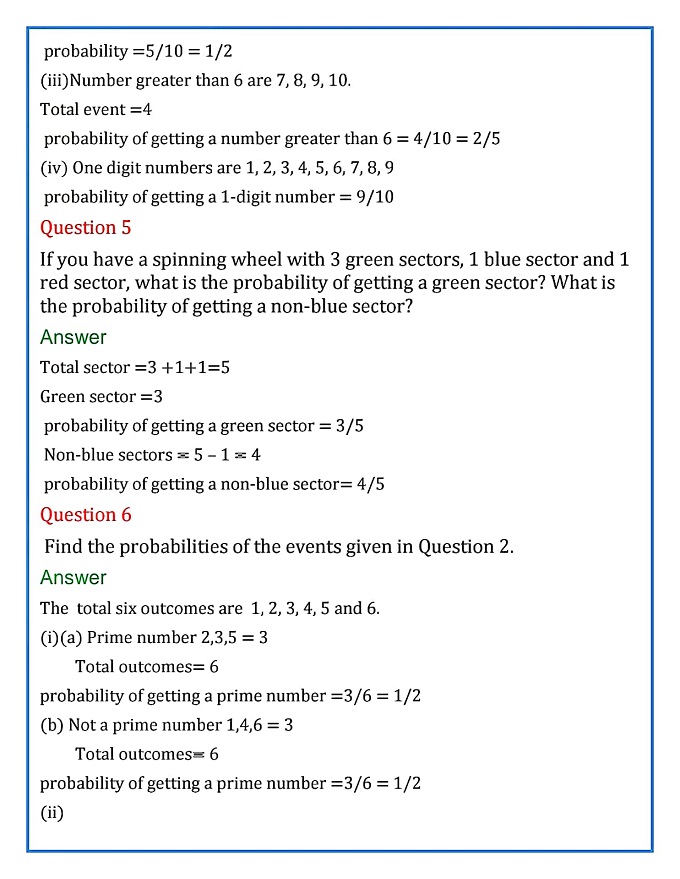 probability =5/10 = 1/2
(iii)Number greater than 6 are 7, 8, 9, 10.
Total event =4
probability of getting a number greater than 6 = 4/10 = 2/5
(iv) One digit numbers are 1, 2, 3, 4, 5, 6, 7, 8, 9
probability of getting a 1-digit number = 9/10
Question 5
If you have a spinning wheel with 3 green sectors, 1 blue sector and 1
red sector, what is the probability of getting a green sector? What is
the probability of getting a non-blue sector?
Answer
Total sector =3 +1+1=5
Green sector =3
probability of getting a green sector = 3/5
Non-blue sectors = 5 – 1 = 4
probability of getting a non-blue sector= 4/5
Question 6
Find the probabilities of the events given in Question 2.
Answer
The total six outcomes are 1, 2, 3, 4, 5 and 6.
(i)(a) Prime number 2,3,5 = 3
Total outcomes= 6
probability of getting a prime number =3/6 = 1/2
(b) Not a prime number 1,4,6 = 3
Total outcomes= 6
probability of getting a prime number =3/6 = 1/2
(ii)